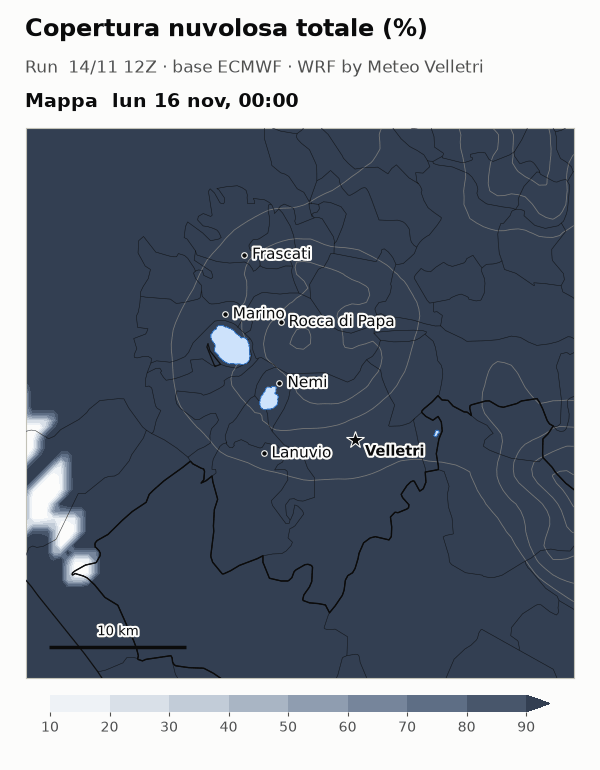 Copertura nuvolosa totale (%)
Run  14/11 12Z · base ECMWF · WRF by Meteo Velletri
Mappa  lun 16 nov, 00:00
Frascati
Marino
Rocca di Papa
Nemi
Velletri
Lanuvio
10 km
10 20 30 40 50 60 70 80 90